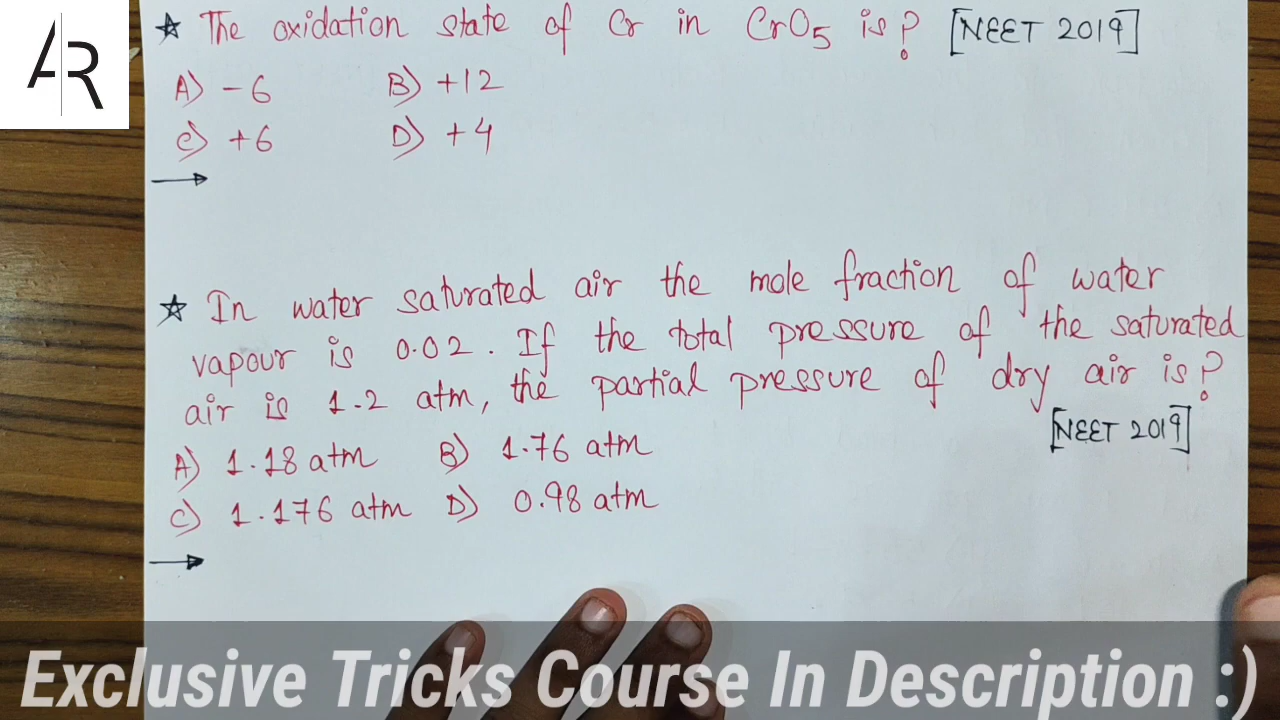 AR
☆ The oxidation state of Cr in CrO5 is? [NEET 2019]
A) -6 B) +12
C) +6 D) +4
→
☆ In water saturated air the mole fraction of water
vapour is 0.02. If the total pressure of the saturated
air is 1.2 atm, the partial pressure of dry air is?
[NEET 2019]
A) 1.18 atm B) 1.76 atm
C) 1.176 atm D) 0.98 atm
→
Exclusive Tricks Course In Description :)